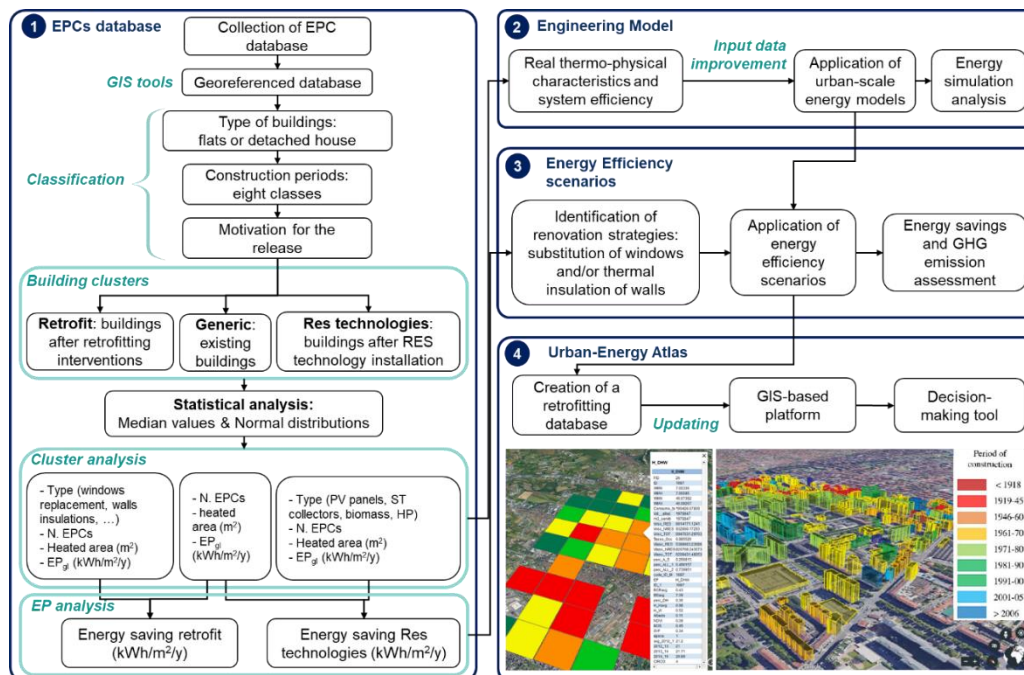 1 EPCs database
Collection of EPC
database
GIS tools
Georeferenced database
Type of buildings:
flats or detached house
Classification
Construction periods:
eight classes
Motivation for the
release
Building clusters
Retrofit: buildings
after retrofitting
interventions
Generic:
existing
buildings
Res technologies:
buildings after RES
technology installation
Statistical analysis:
Median values & Normal distributions
Cluster analysis
- Type (windows
replacement, walls
insulations, …)
- N. EPCs
- Heated area (m²)
- EPgl (kWh/m²/y)
- N. EPCs
- heated
area (m²)
- EPgl
(kWh/m²/y)
- Type (PV panels, ST
collectors, biomass, HP)
- N. EPCs
- Heated area (m²)
- EPgl (kWh/m²/y)
EP analysis
Energy saving retrofit
(kWh/m²/y)
Energy saving Res
technologies (kWh/m²/y)
2 Engineering Model
Real thermo-physical
characteristics and
system efficiency
Input data
improvement
Application of
urban-scale
energy models
Energy
simulation
analysis
3 Energy Efficiency
scenarios
Identification of
renovation strategies:
substitution of windows
and/or thermal
insulation of walls
Application of
energy
efficiency
scenarios
Energy savings
and GHG
emission
assessment
4 Urban-Energy Atlas
Creation of a
retrofitting
database
Updating
GIS-based
platform
Decision-
making tool
Period of
construction
< 1918
1919-45
1946-60
1961-70
1971-80
1981-90
1991-00
2001-05
> 2006